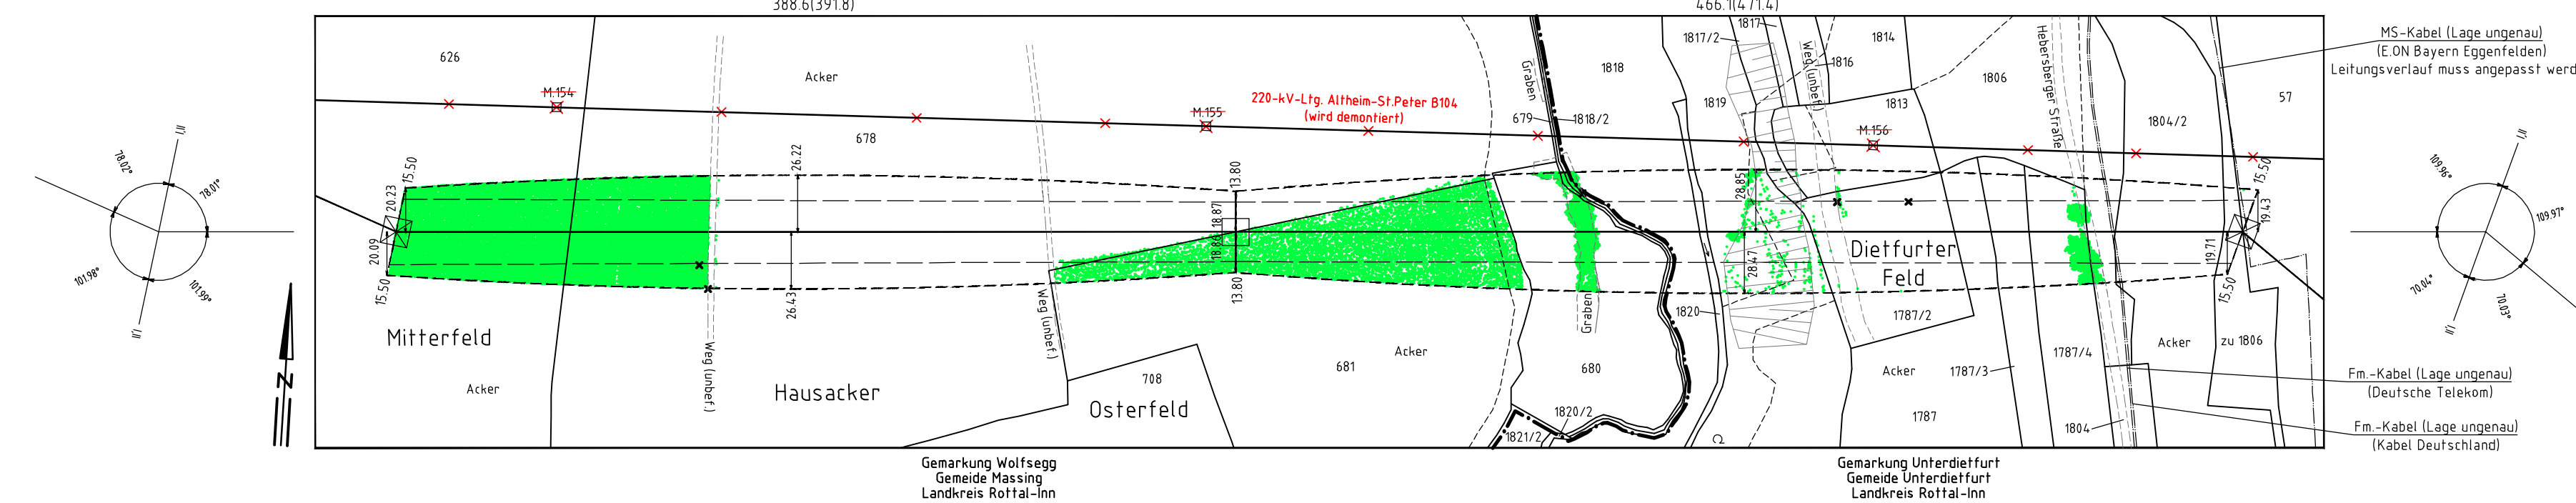 388.6(391.8)
466.1(471.4)
626
Acker
M.154
678
M.155
220-kV-Ltg. Altheim-St.Peter B104
(wird demontiert)
Graben
679
1818/2
1818
1817
1817/2
1819
Weg (unbef.)
1816
1814
1813
M.156
1806
Hebersberger Straße
1804/2
57
MS-Kabel (Lage ungenau)
(E.ON Bayern Eggenfelden)
Leitungsverlauf muss angepasst werd
I/I'
78.02°
78.01°
101.98°
101.99°
I/I'
15.50
20.23
20.09
15.50
26.22
26.43
13.80
18.87
18.86
13.80
28.85
28.47
15.50
19.43
19.71
15.50
I/I'
109.96°
109.97°
70.04°
70.03°
I/I'
N
Mitterfeld
Acker
Weg (unbef.)
Hausacker
Weg (unbef.)
708
Osterfeld
681
Acker
Graben
680
1820/2
1821/2
1820
Dietfurter
Feld
1787/2
Acker
1787/3
1787
1787/4
1804
Acker
zu 1806
Fm.-Kabel (Lage ungenau)
(Deutsche Telekom)
Fm.-Kabel (Lage ungenau)
(Kabel Deutschland)
Gemarkung Wolfsegg
Gemeide Massing
Landkreis Rottal-Inn
Gemarkung Unterdietfurt
Gemeide Unterdietfurt
Landkreis Rottal-Inn